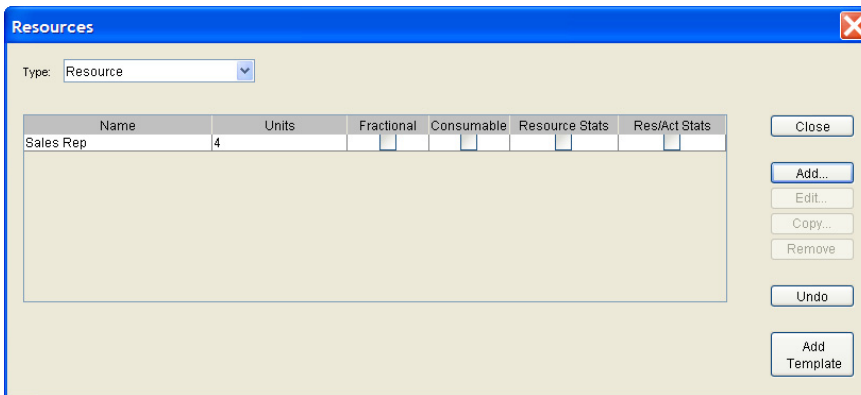 Resources
Type: Resource
Name Units Fractional Consumable Resource Stats Res/Act Stats
Sales Rep 4
Close
Add...
Edit...
Copy...
Remove
Undo
Add
Template